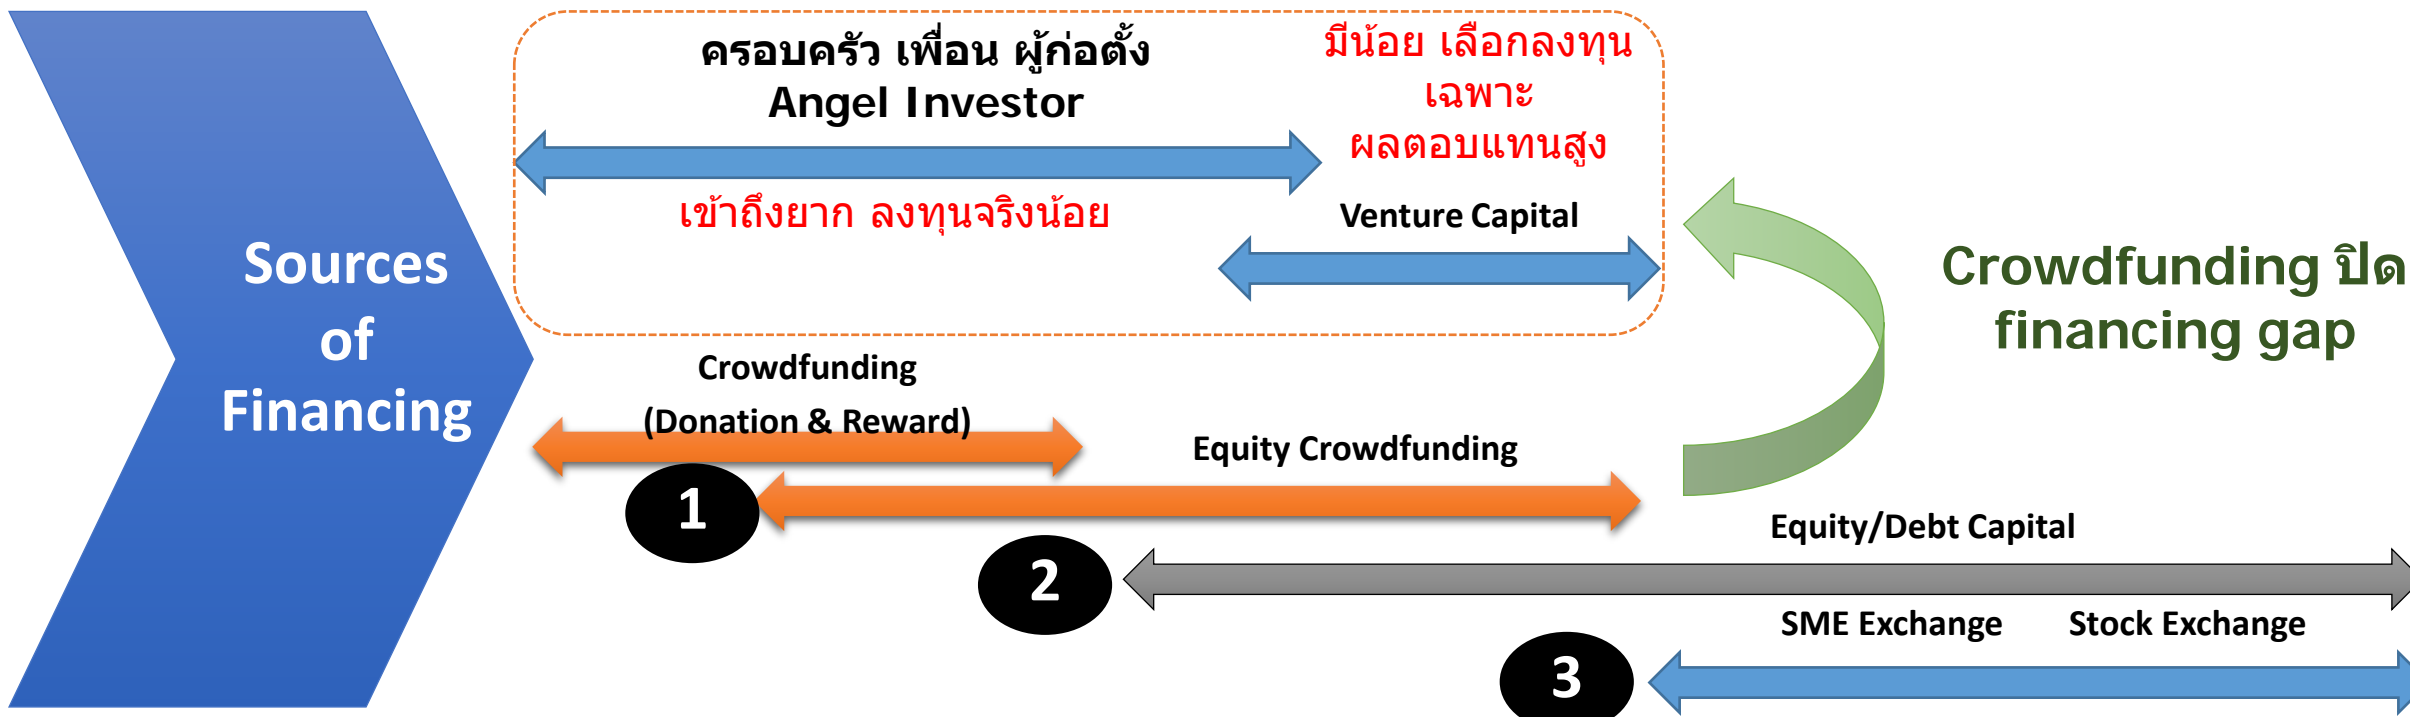 Sources
of
Financing
ครอบครัว เพื่อน ผู้ก่อตั้ง
Angel Investor
เข้าถึงยาก ลงทุนจริงน้อย
มีน้อย เลือกลงทุน
เฉพาะ
ผลตอบแทนสูง
Venture Capital
Crowdfunding ปิด
financing gap
Crowdfunding
(Donation & Reward)
Equity Crowdfunding
1
2
Equity/Debt Capital
SME Exchange
Stock Exchange
3